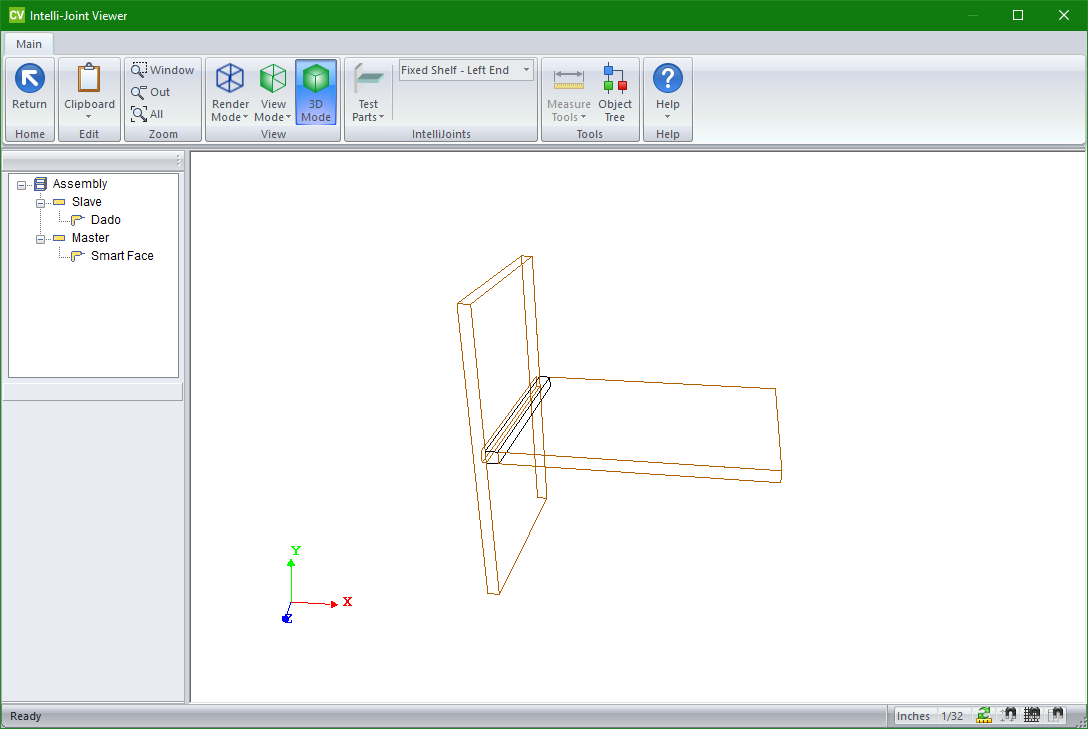 CV Intelli-Joint Viewer
Main
Return
Home
Clipboard
Edit
Window
Out
All
Zoom
Render
Mode
View
Mode
3D
Mode
View
Test
Parts
Fixed Shelf - Left End
IntelliJoints
Measure
Tools
Object
Tree
Tools
?
Help
Help
Assembly
Slave
Dado
Master
Smart Face
Y
X
Z
Ready
Inches 1/32